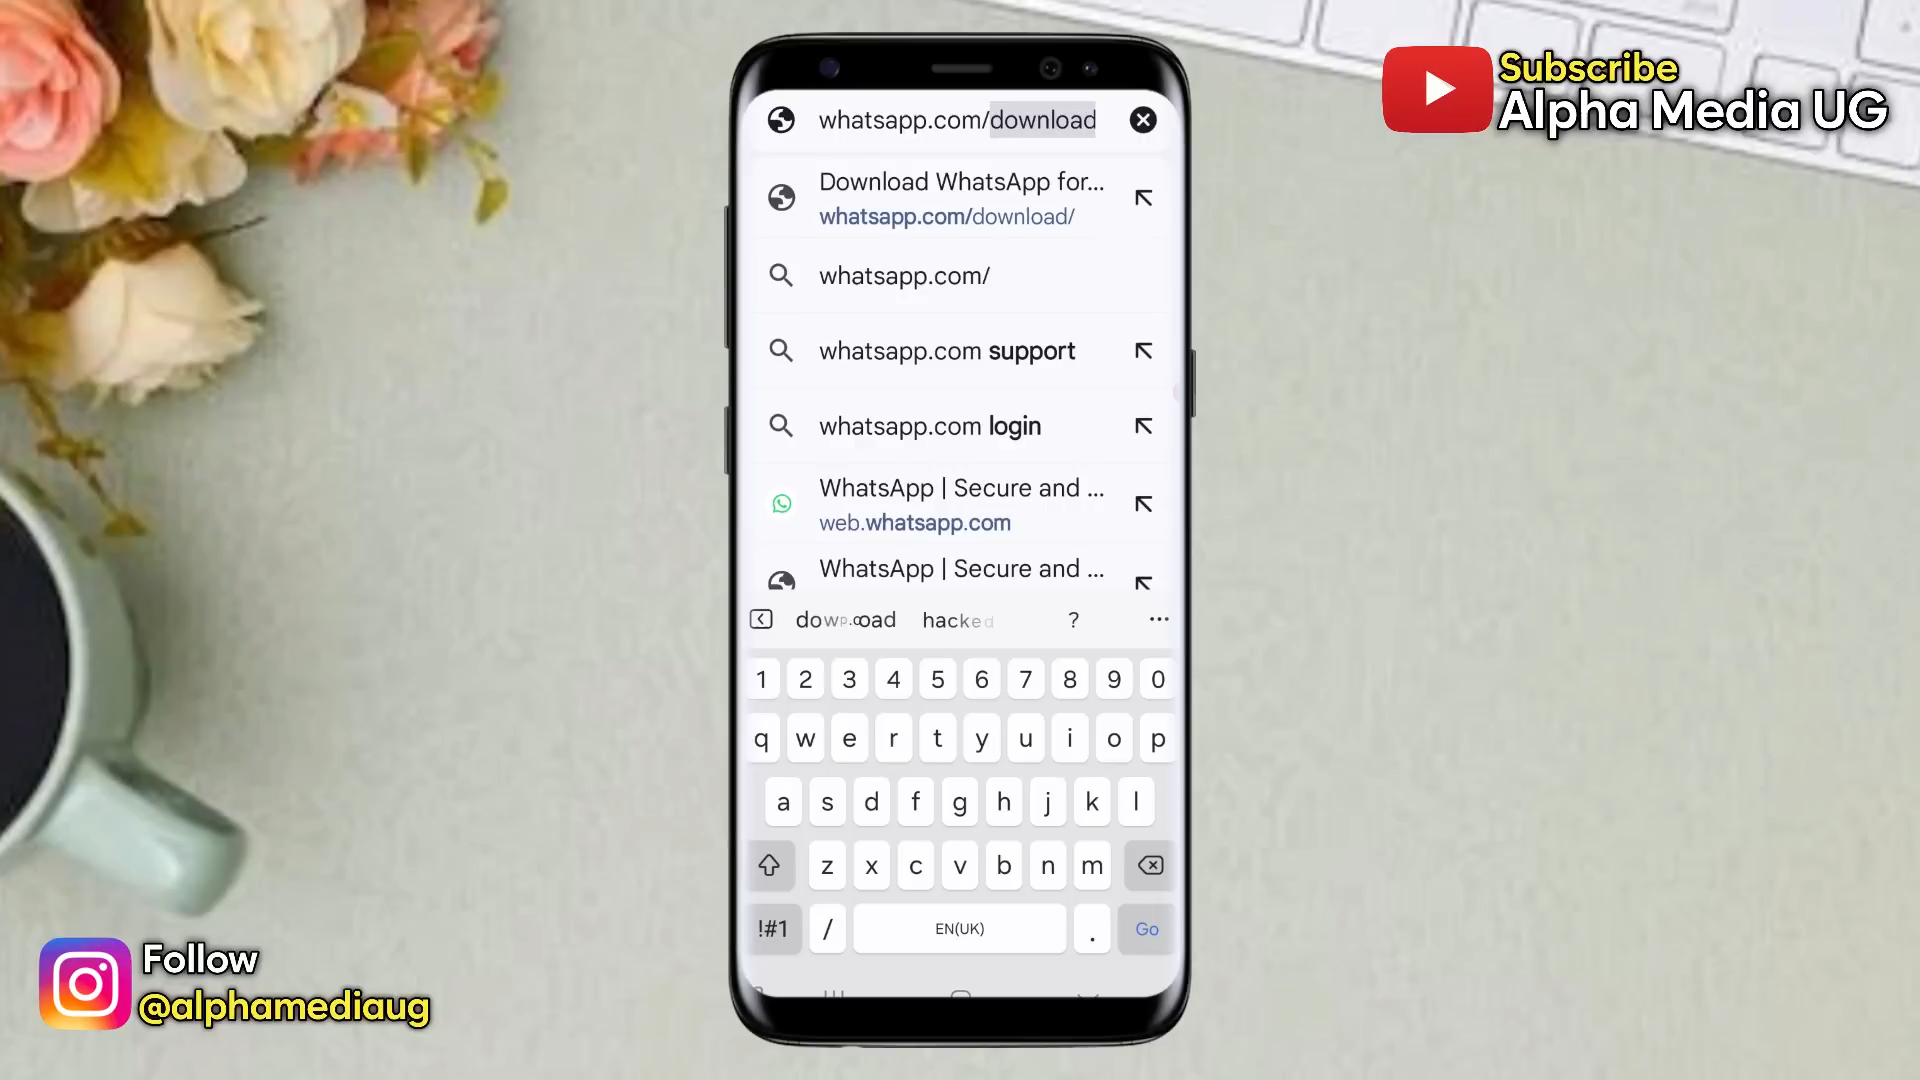 Subscribe
Alpha Media UG
whatsapp.com/download
Download WhatsApp for...
whatsapp.com/download/
whatsapp.com/
whatsapp.com support
whatsapp.com login
WhatsApp | Secure and ...
web.whatsapp.com
WhatsApp | Secure and ...
hacked ? ...
1 2 3 4 5 6 7 8 9 0
q w e r t y u i o p
a s d f g h j k l
z x c v b n m
!#1 / EN(UK) . Go
Follow
@alphamediaug